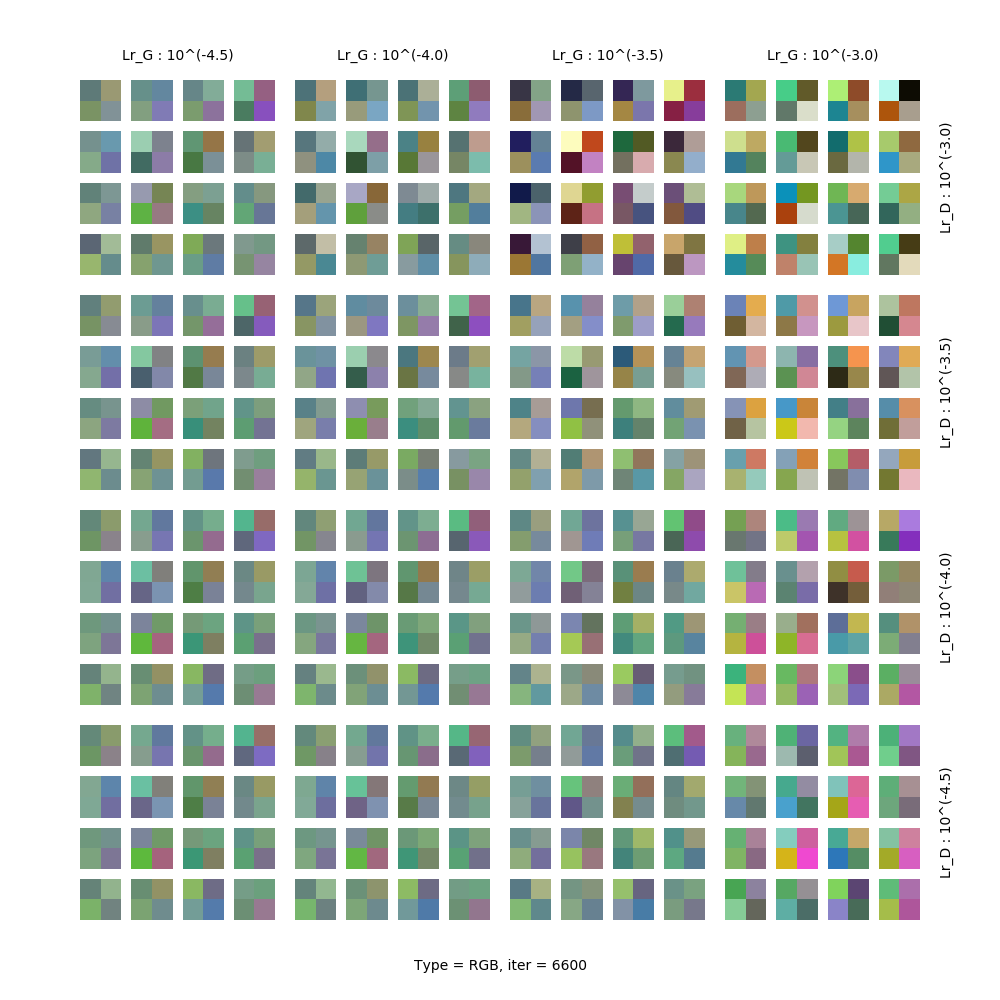 Lr_G : 10^(-4.5)
Lr_G : 10^(-4.0)
Lr_G : 10^(-3.5)
Lr_G : 10^(-3.0)
Lr_D : 10^(-3.0)
Lr_D : 10^(-3.5)
Lr_D : 10^(-4.0)
Lr_D : 10^(-4.5)
Type = RGB, iter = 6600